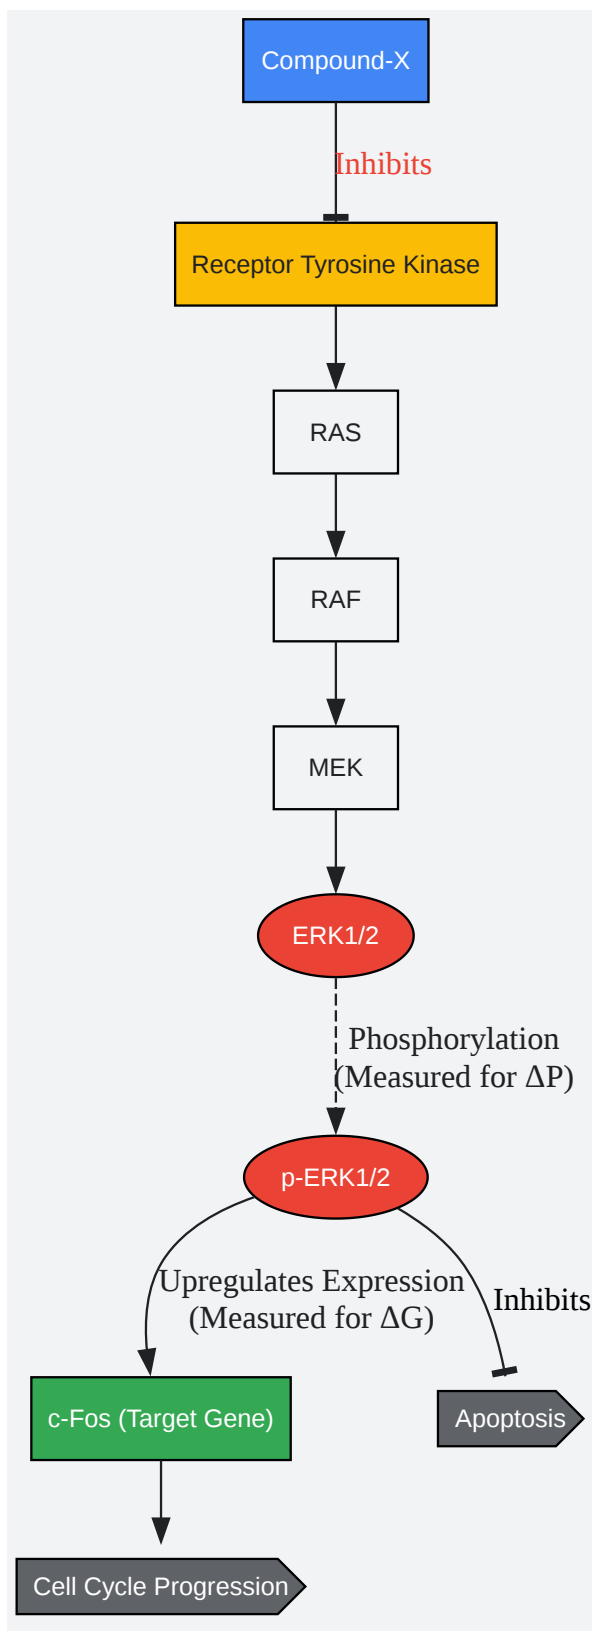 Compound-X
Inhibits
Receptor Tyrosine Kinase
RAS
RAF
MEK
ERK1/2
Phosphorylation
(Measured for ΔP)
p-ERK1/2
Upregulates Expression
(Measured for ΔG)
Inhibits
c-Fos (Target Gene)
Apoptosis
Cell Cycle Progression